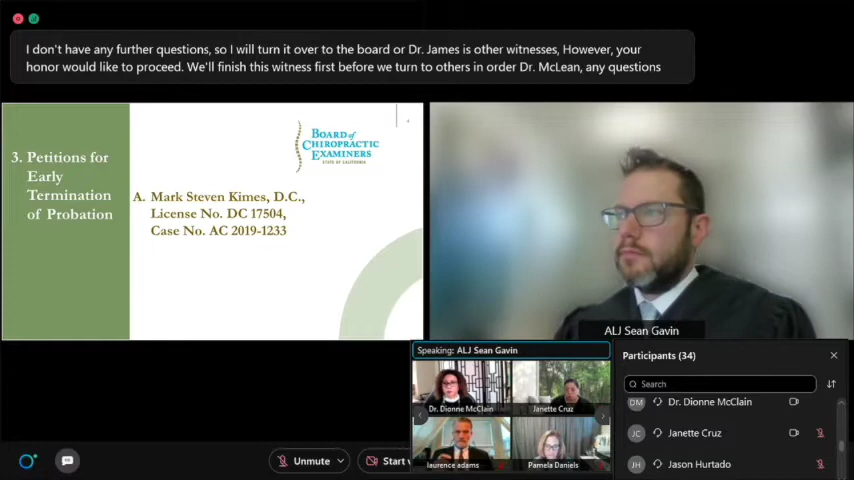 I don't have any further questions, so I will turn it over to the board or Dr. James is other witnesses, However, your
honor would like to proceed. We'll finish this witness first before we turn to others in order Dr. McLean, any questions
3. Petitions for
Early
Termination
of Probation
BOARD of
CHIROPRACTIC
EXAMINERS
STATE OF CALIFORNIA
A. Mark Steven Kimes, D.C.,
License No. DC 17504,
Case No. AC 2019-1233
ALJ Sean Gavin
Speaking: ALJ Sean Gavin
Dr. Dionne McClain
Janette Cruz
laurence adams
Pamela Daniels
Participants (34)
Search
DM Dr. Dionne McClain
JC Janette Cruz
JH Jason Hurtado
Unmute
Start v